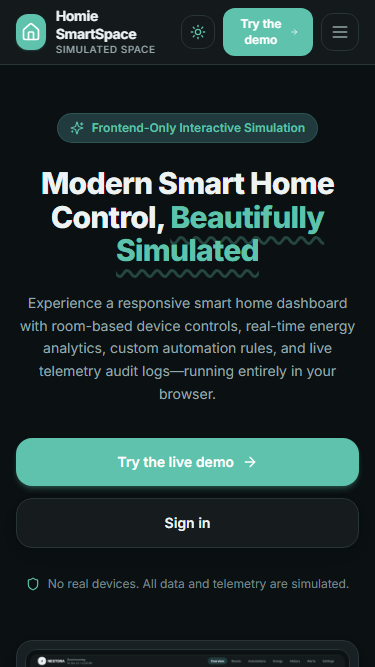 Homie
SmartSpace
SIMULATED SPACE
Try the
demo
Frontend-Only Interactive Simulation
Modern Smart Home
Control, Beautifully
Simulated
Experience a responsive smart home dashboard
with room-based device controls, real-time energy
analytics, custom automation rules, and live
telemetry audit logs—running entirely in your
browser.
Try the live demo
Sign in
No real devices. All data and telemetry are simulated.